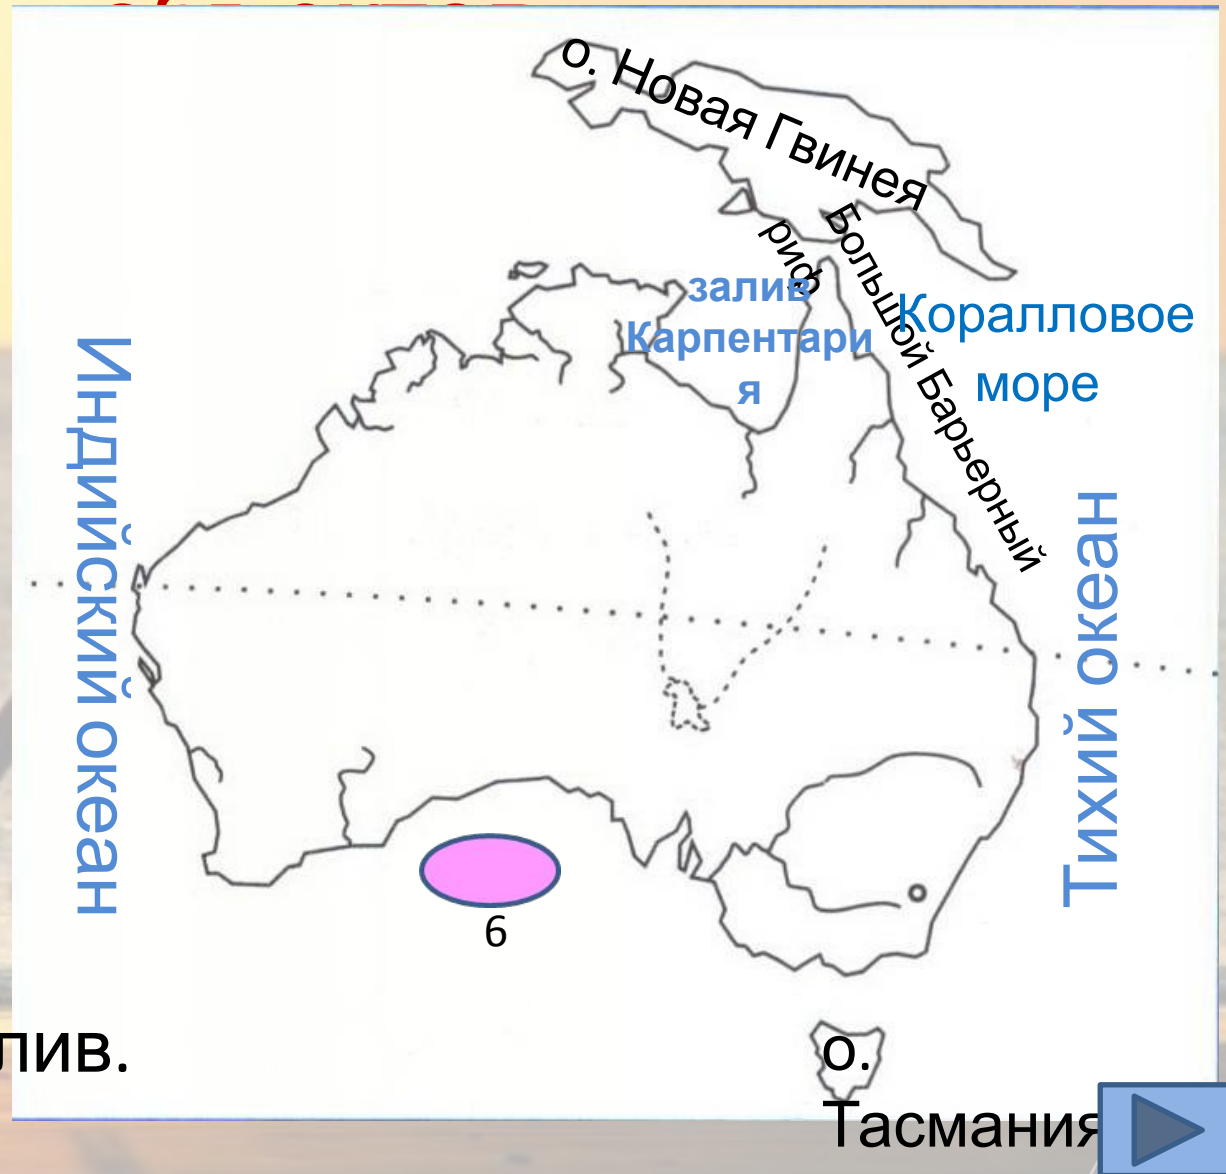 о. Новая Гвинея
Большой Барьерный
риф
залив
Карпентари
я
Коралловое
море
Индийский океан
Тихий океан
6
лив.
о.
Тасмания